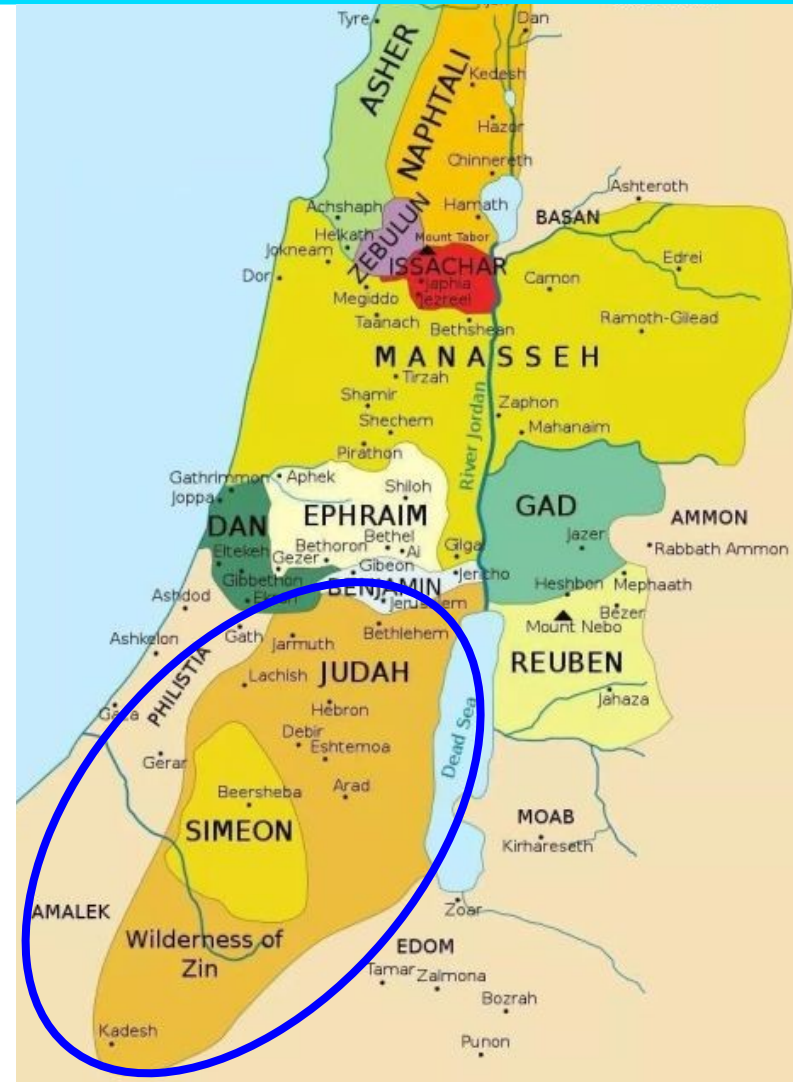 Tyre
Dan
ASHER
NAPHTALI
Kedesh
Hazor
Chinnereth
Ashteroth
Achshaph
Hamath
BASAN
Helkath
ZEBULUN
Mount Tabor
Jokneam
ISSACHAR
Edrei
Dor
Japhia
Camon
Megiddo
Jezreel
Taanach
Bethshean
Ramoth-Gilead
MANASSEH
Tirzah
Shamir
Zaphon
Shechem
Mahanaim
River Jordan
Pirathon
Gathrimmon
Aphek
Shiloh
Joppa
EPHRAIM
GAD
DAN
AMMON
Bethel
Jazer
Eltekeh
Bethoron
Ai
Gilgal
Rabbath Ammon
Gezer
Gibeon
Gibbethon
Jericho
Heshbon
Mephaath
BENJAMIN
Ashdod
Ekron
Jerusalem
Bezer
Mount Nebo
Ashkelon
Gath
Bethlehem
Jarmuth
REUBEN
PHILISTIA
Lachish
JUDAH
Jahaza
Gaza
Hebron
Dead Sea
Debir
Eshtemoa
Gerar
Arad
Beersheba
MOAB
SIMEON
Kirhareseth
AMALEK
Zoar
Wilderness of
Zin
EDOM
Tamar
Zalmona
Bozrah
Kadesh
Punon